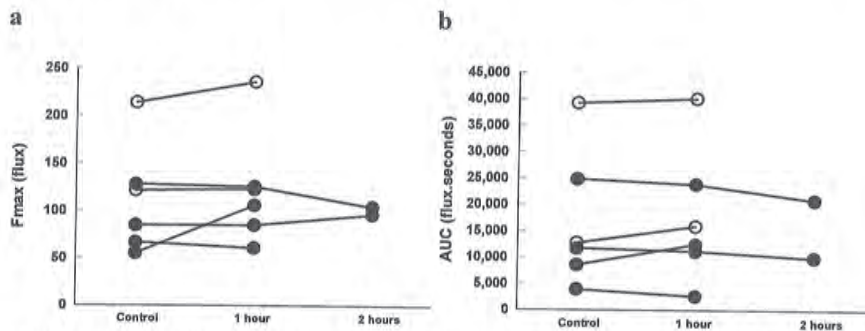 a
Fmax (flux)
250
200
150
100
50
0
Control
1 hour
2 hours
b
AUC (flux.seconds)
45,000
40,000
35,000
30,000
25,000
20,000
15,000
10,000
5,000
0
Control
1 hour
2 hours